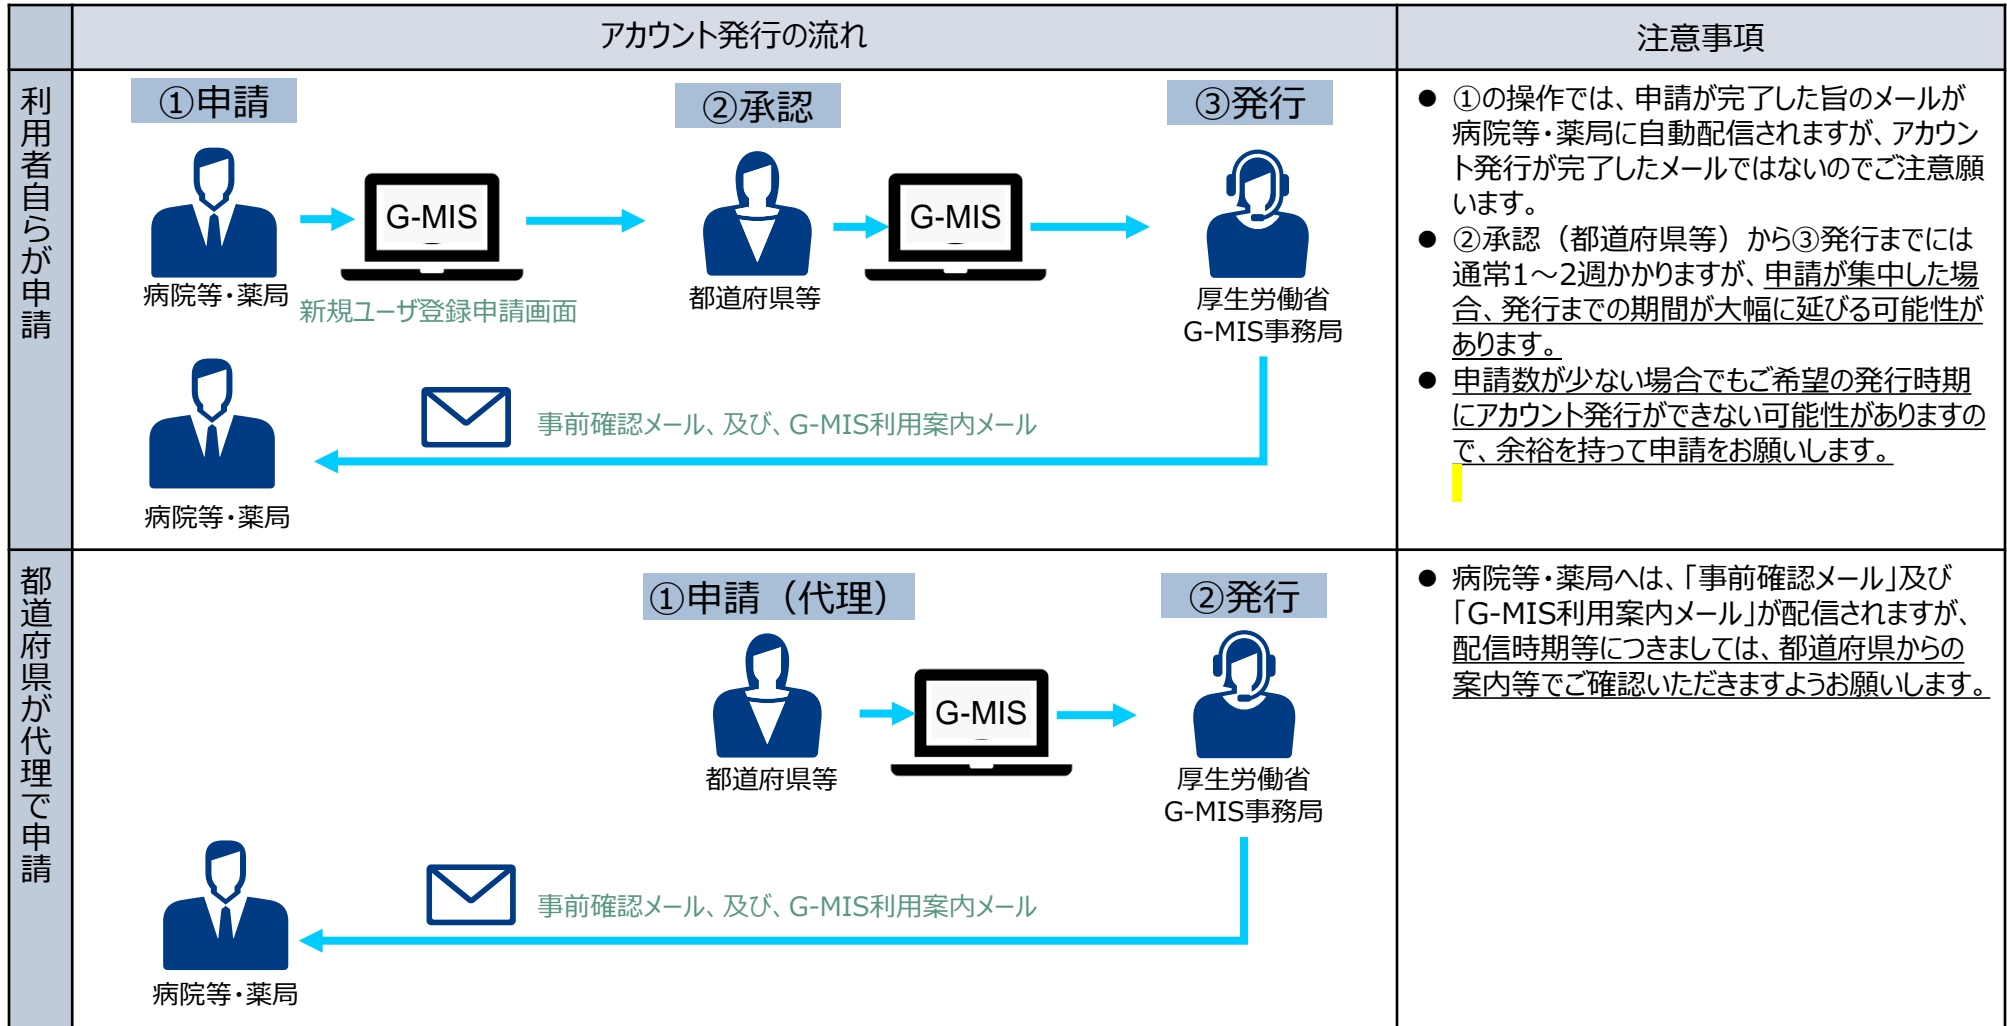 アカウント発行の流れ
注意事項
利用者自らが申請
①申請
②承認
③発行
G-MIS
G-MIS
病院等・薬局
新規ユーザ登録申請画面
都道府県等
厚生労働省
G-MIS事務局
事前確認メール、及び、G-MIS利用案内メール
病院等・薬局
● ①の操作では、申請が完了した旨のメールが
病院等・薬局に自動配信されますが、アカウン
ト発行が完了したメールではないのでご注意願
います。
● ②承認（都道府県等）から③発行までには
通常1～2週かかりますが、申請が集中した場
合、発行までの期間が大幅に延びる可能性が
あります。
● 申請数が少ない場合でもご希望の発行時期
にアカウント発行ができない可能性がありますの
で、余裕を持って申請をお願いします。
都道府県が代理で申請
①申請（代理）
②発行
G-MIS
都道府県等
厚生労働省
G-MIS事務局
事前確認メール、及び、G-MIS利用案内メール
病院等・薬局
● 病院等・薬局へは、「事前確認メール」及び
「G-MIS利用案内メール」が配信されますが、
配信時期等につきましては、都道府県からの
案内等でご確認いただきますようお願いします。